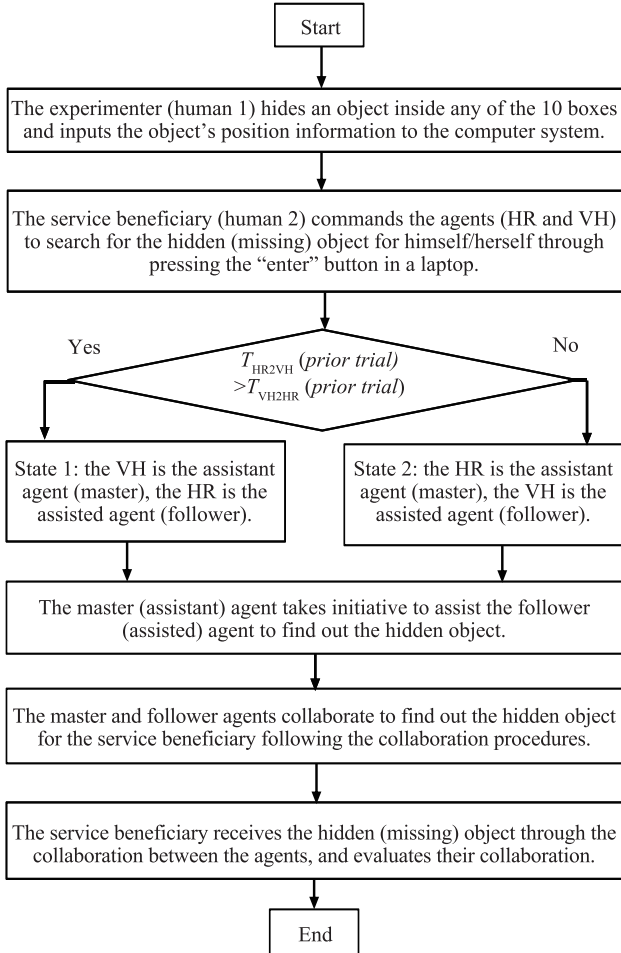 Start
The experimenter (human 1) hides an object inside any of the 10 boxes
and inputs the object's position information to the computer system.
The service beneficiary (human 2) commands the agents (HR and VH)
to search for the hidden (missing) object for himself/herself through
pressing the “enter” button in a laptop.
Yes
No
T_HR2VH (prior trial)
>T_VH2HR (prior trial)
State 1: the VH is the assistant
agent (master), the HR is the
assisted agent (follower).
State 2: the HR is the assistant
agent (master), the VH is the
assisted agent (follower).
The master (assistant) agent takes initiative to assist the follower
(assisted) agent to find out the hidden object.
The master and follower agents collaborate to find out the hidden object
for the service beneficiary following the collaboration procedures.
The service beneficiary receives the hidden (missing) object through the
collaboration between the agents, and evaluates their collaboration.
End